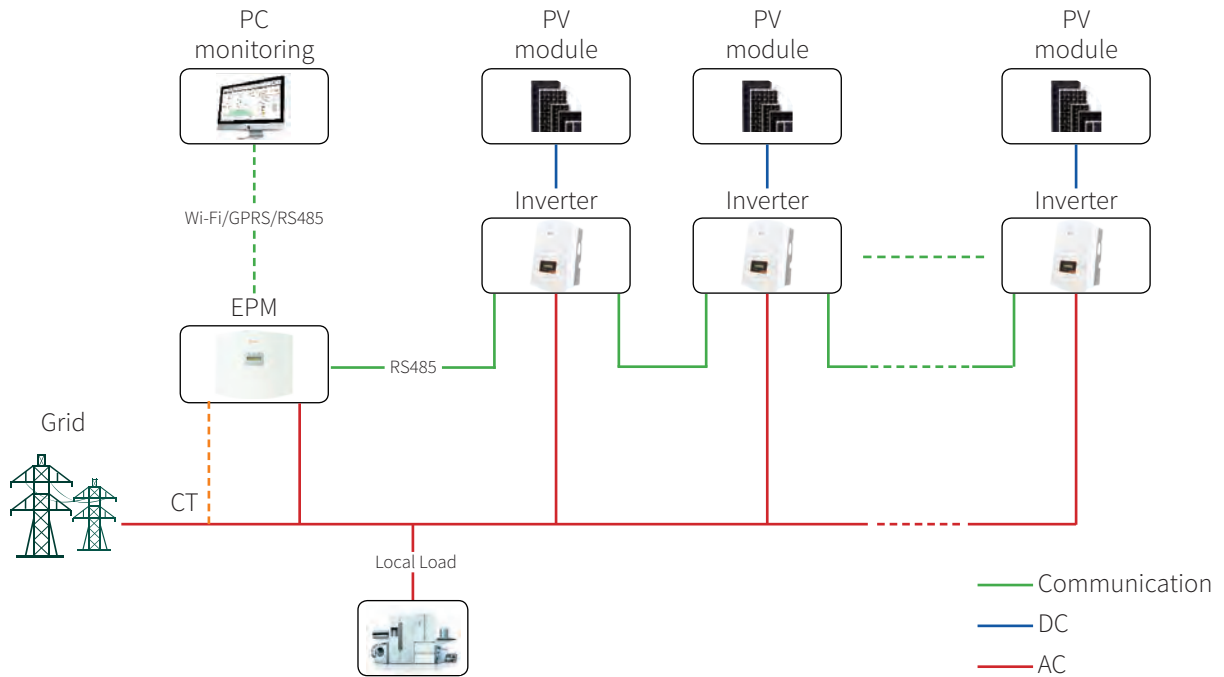 PC
monitoring
PV
module
PV
module
PV
module
Wi-Fi/GPRS/RS485
Inverter
Inverter
Inverter
EPM
RS485
Grid
CT
Local Load
Communication
DC
AC